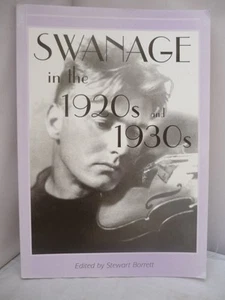 SWANAGE
in the
1920s and
1930s
Edited by Stewart Borrett